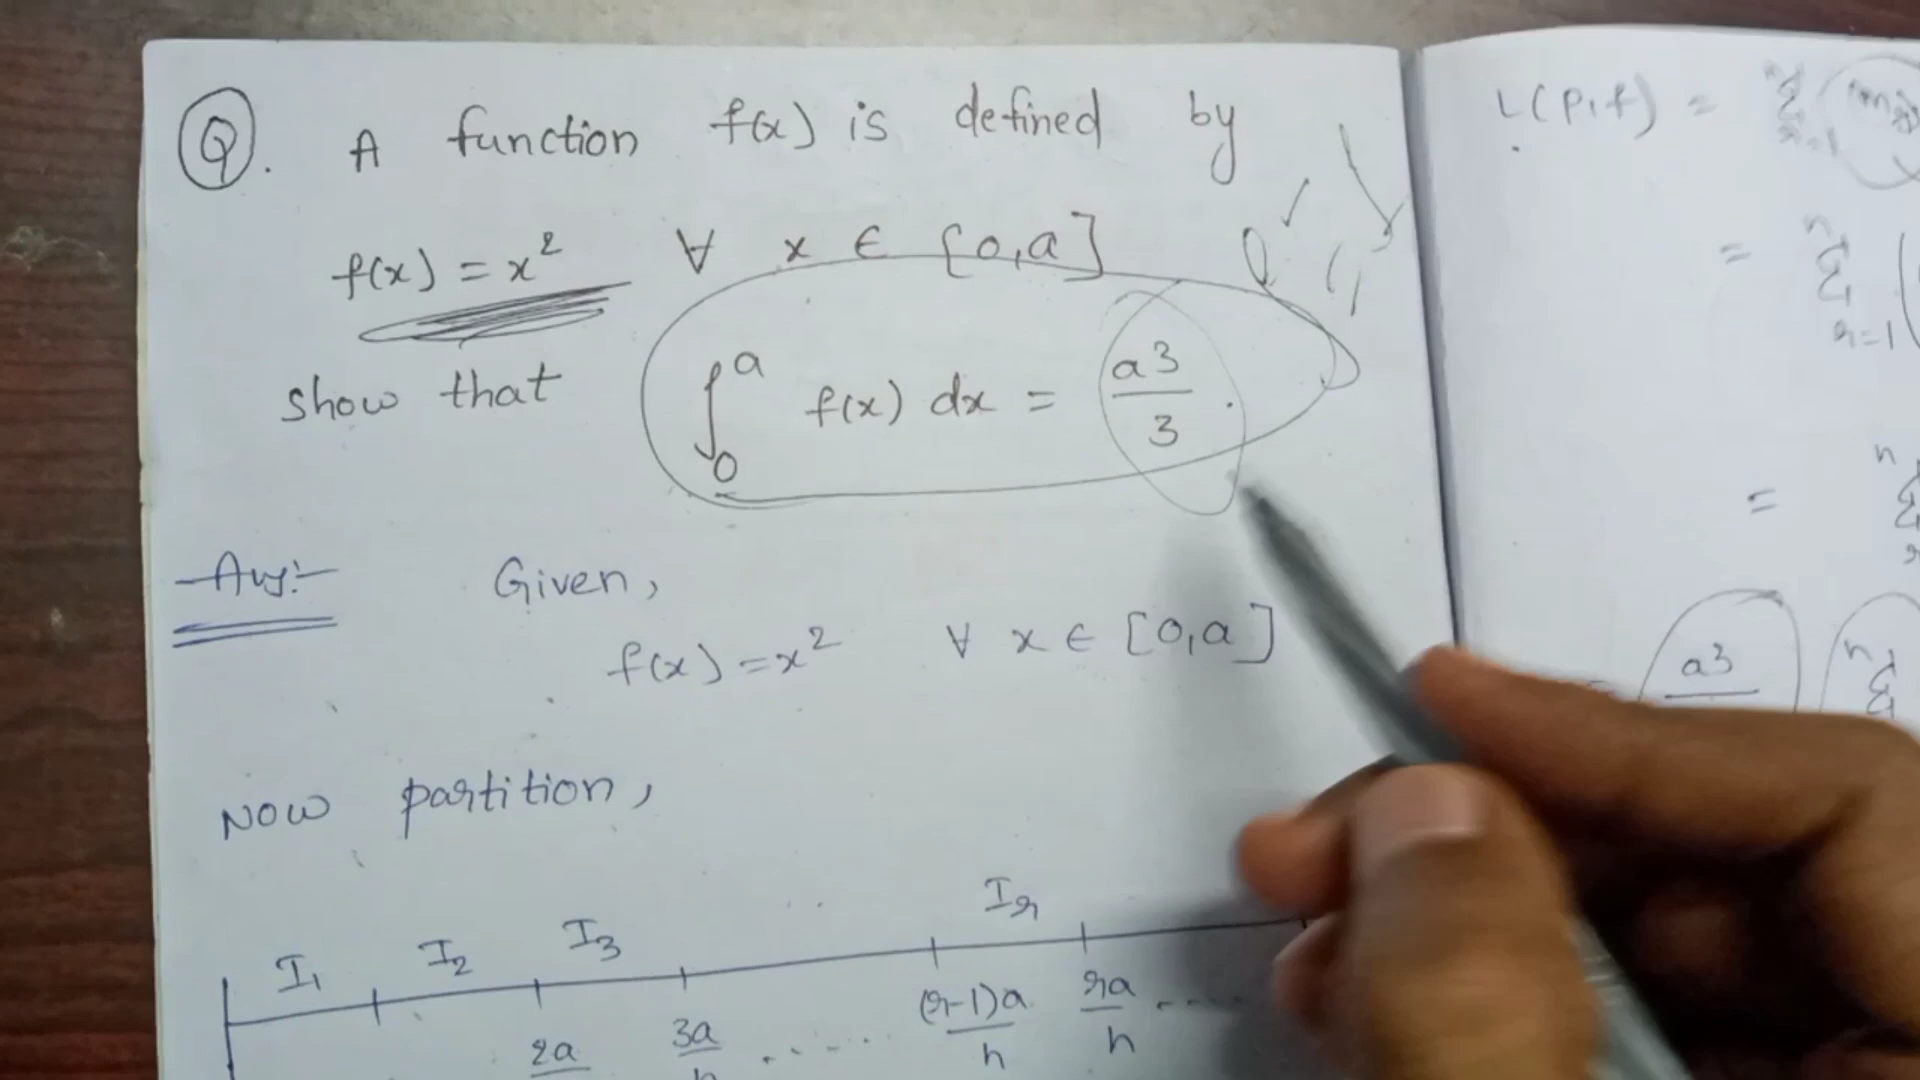 Q. A function f(x) is defined by
f(x) = x² ∀ x ∈ [0,a]
show that ∫₀ᵃ f(x) dx = a³/3.
Ans:- Given,
f(x) = x² ∀ x ∈ [0,a]
Now partition,
I₁ I₂ I₃ Iᵣ
2a 3a/n ...... (r-1)a/n ra/n ----
L(P,f) =
=
=
a³